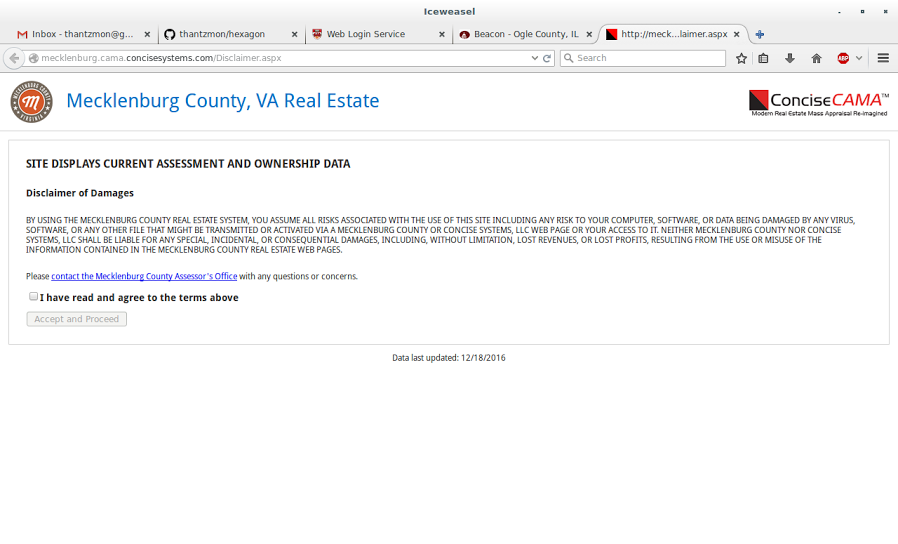 Iceweasel
Inbox - thantzmon@g...
thantzmon/hexagon
Web Login Service
Beacon - Ogle County, IL
http://meck...laimer.aspx
mecklenburg.cama.concisesystems.com/Disclaimer.aspx
Search
ABP
MECKLENBURG COUNTY
m
VIRGINIA
Mecklenburg County, VA Real Estate
ConciseCAMA™
Modern Real Estate Mass Appraisal Re-imagined
SITE DISPLAYS CURRENT ASSESSMENT AND OWNERSHIP DATA
Disclaimer of Damages
BY USING THE MECKLENBURG COUNTY REAL ESTATE SYSTEM, YOU ASSUME ALL RISKS ASSOCIATED WITH THE USE OF THIS SITE INCLUDING ANY RISK TO YOUR COMPUTER, SOFTWARE, OR DATA BEING DAMAGED BY ANY VIRUS,
SOFTWARE, OR ANY OTHER FILE THAT MIGHT BE TRANSMITTED OR ACTIVATED VIA A MECKLENBURG COUNTY OR CONCISE SYSTEMS, LLC WEB PAGE OR YOUR ACCESS TO IT. NEITHER MECKLENBURG COUNTY NOR CONCISE
SYSTEMS, LLC SHALL BE LIABLE FOR ANY SPECIAL, INCIDENTAL, OR CONSEQUENTIAL DAMAGES, INCLUDING, WITHOUT LIMITATION, LOST REVENUES, OR LOST PROFITS, RESULTING FROM THE USE OR MISUSE OF THE
INFORMATION CONTAINED IN THE MECKLENBURG COUNTY REAL ESTATE WEB PAGES.
Please contact the Mecklenburg County Assessor's Office with any questions or concerns.
I have read and agree to the terms above
Accept and Proceed
Data last updated: 12/18/2016